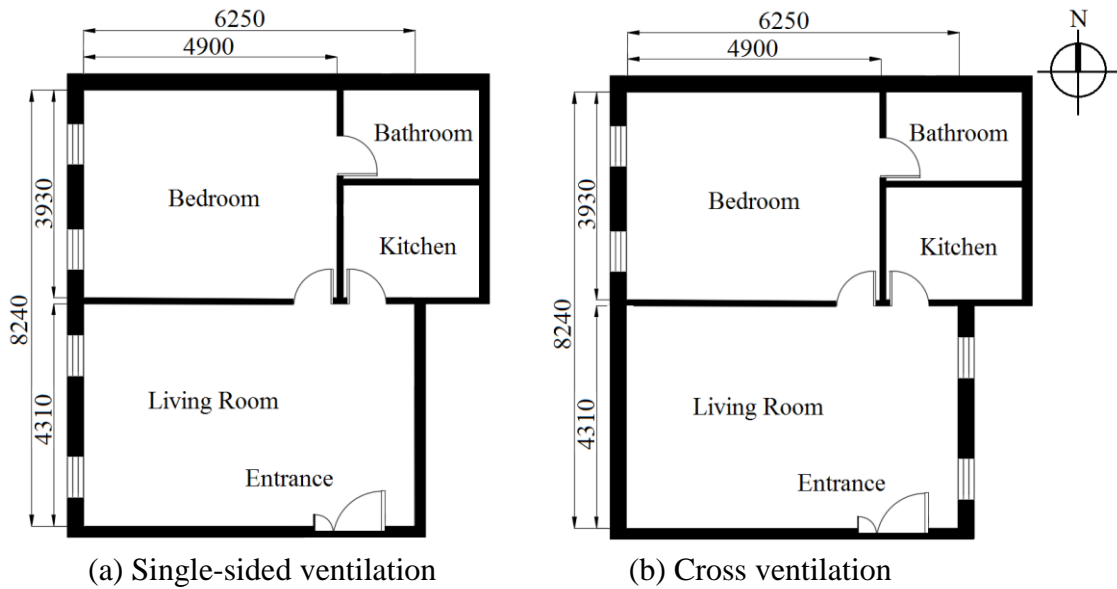 6250
4900
Bathroom
Bedroom
Kitchen
3930
8240
4310
Living Room
Entrance
(a) Single-sided ventilation
6250
4900
N
Bathroom
Bedroom
Kitchen
3930
8240
4310
Living Room
Entrance
(b) Cross ventilation